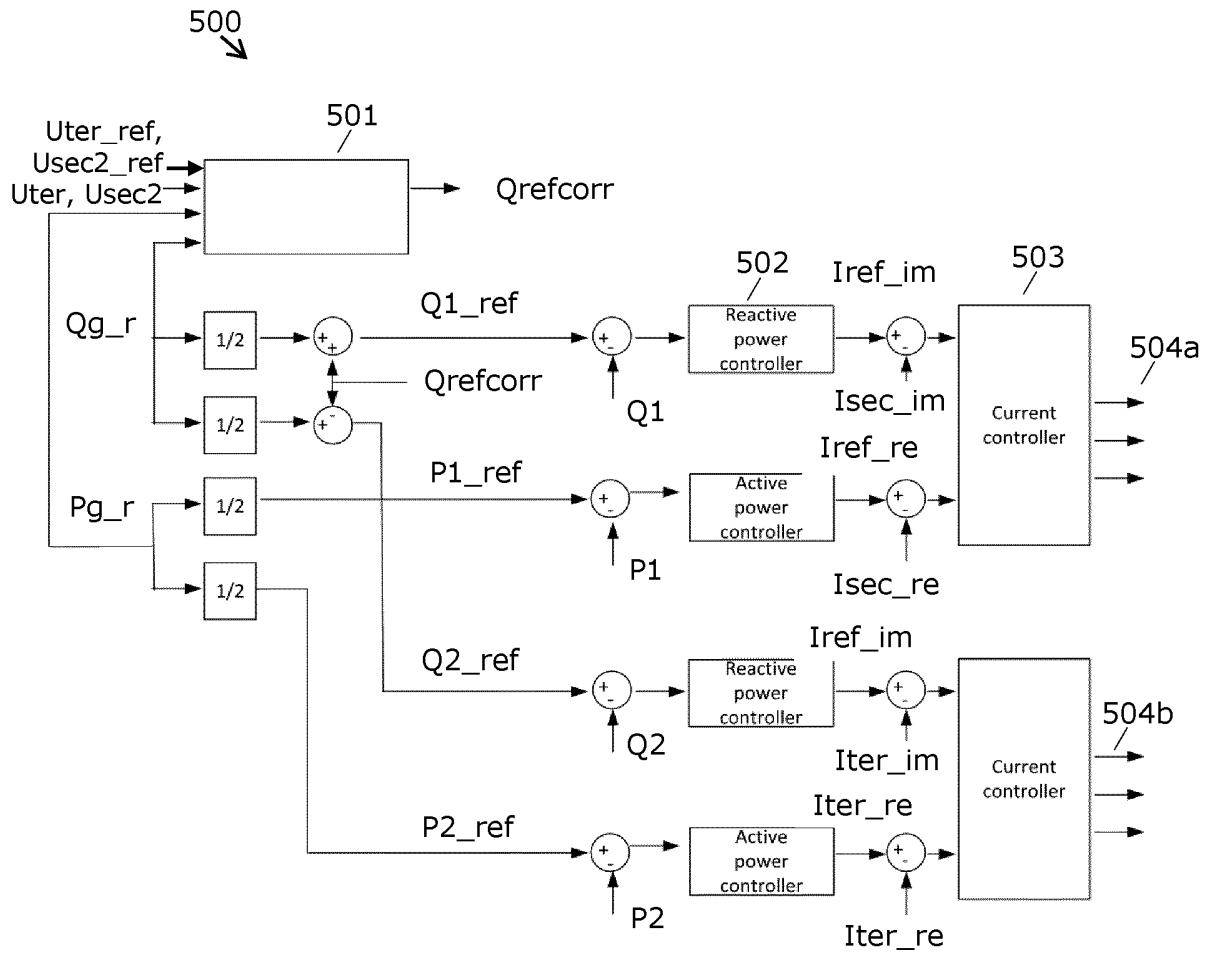 500
501
Uter_ref,
Usec2_ref
Uter, Usec2
Qrefcorr
Qg_r
1/2
+
+
Q1_ref
+
-
Q1
502
Reactive
power
controller
Iref_im
+
-
Isec_im
503
Current
controller
504a
Qrefcorr
1/2
+
-
Pg_r
1/2
P1_ref
+
-
P1
Active
power
controller
Iref_re
+
-
Isec_re
1/2
Q2_ref
+
-
Q2
Reactive
power
controller
Iref_im
+
-
Iter_im
Current
controller
504b
P2_ref
+
-
P2
Active
power
controller
Iter_re
+
-
Iter_re